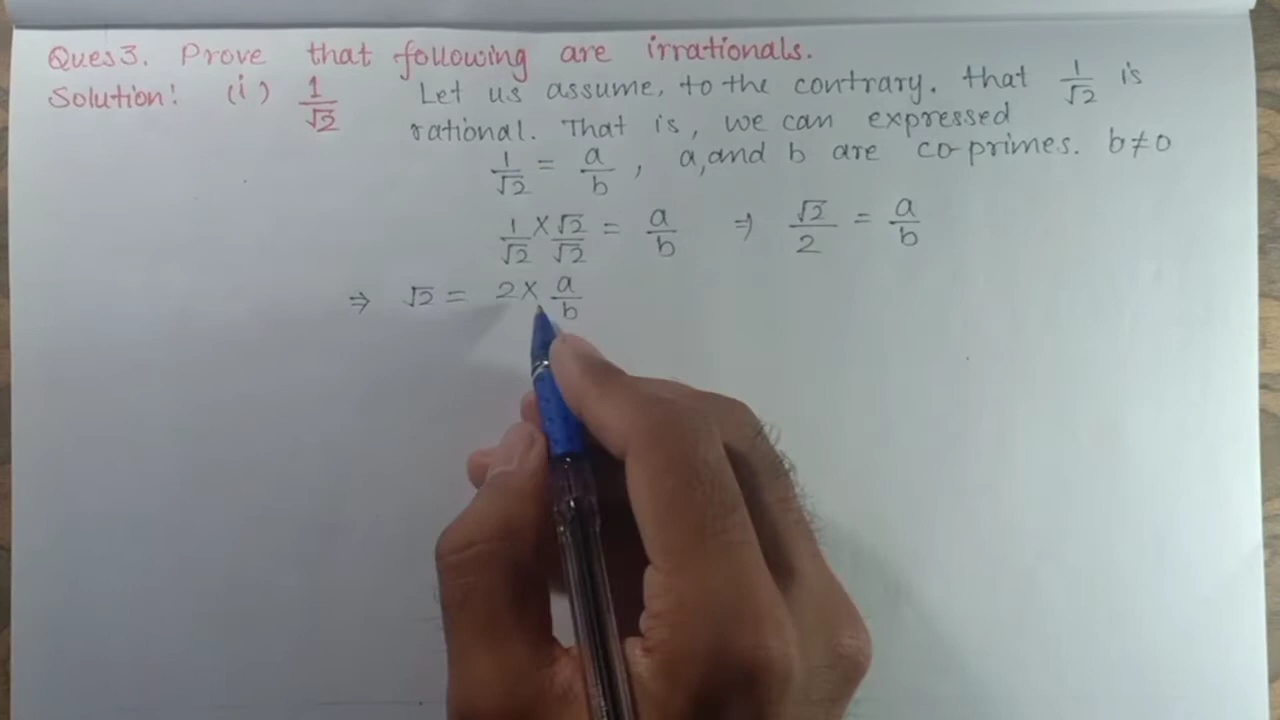 Ques 3. Prove that following are irrationals.
Solution: (i) 1/√2 Let us assume, to the contrary. that 1/√2 is
rational. That is, we can expressed
1/√2 = a/b, a, and b are co-primes. b≠0
1/√2 × √2/√2 = a/b ⇒ √2/2 = a/b
⇒ √2 = 2× a/b